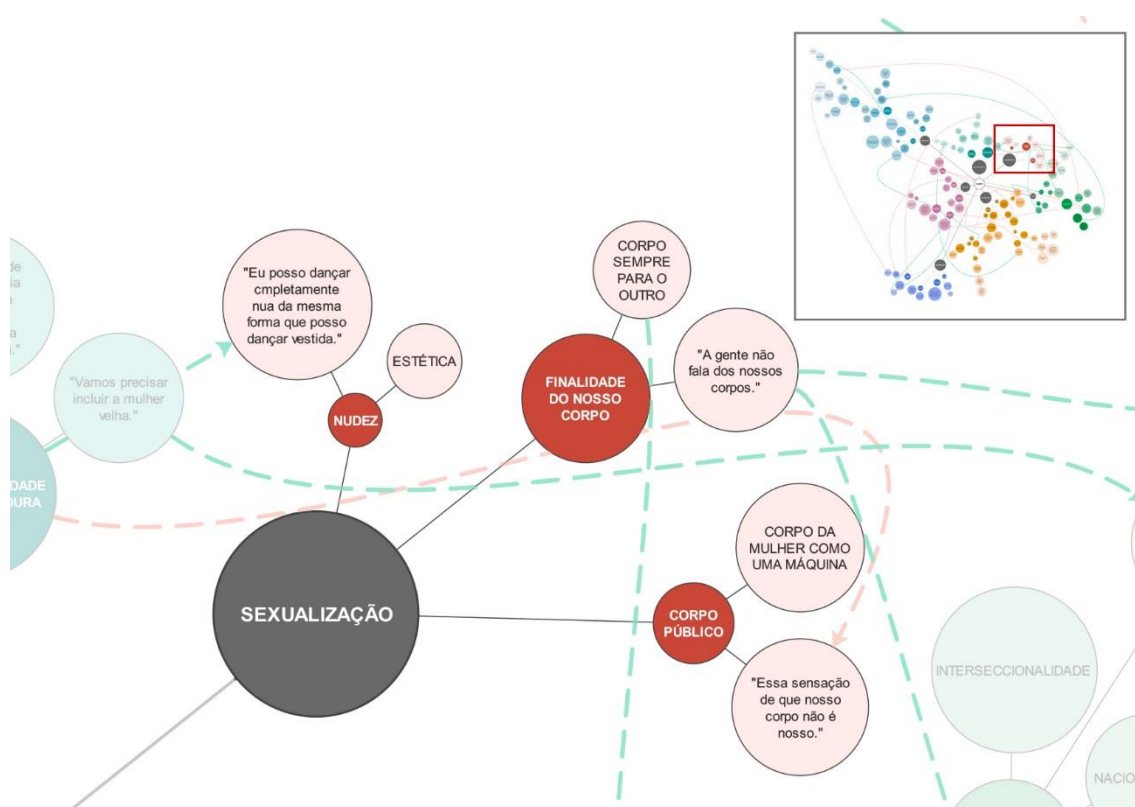 "Eu posso dançar
cmpletamente
nua da mesma
forma que posso
dançar vestida."
ESTÉTICA
NUDEZ
CORPO
SEMPRE
PARA O
OUTRO
FINALIDADE
DO NOSSO
CORPO
"A gente não
fala dos nossos
corpos."
"Vamos precisar
incluir a mulher
velha."
SEXUALIZAÇÃO
CORPO DA
MULHER COMO
UMA MÁQUINA
CORPO
PÚBLICO
"Essa sensação
de que nosso
corpo não é
nosso."
INTERSECCIONALIDADE